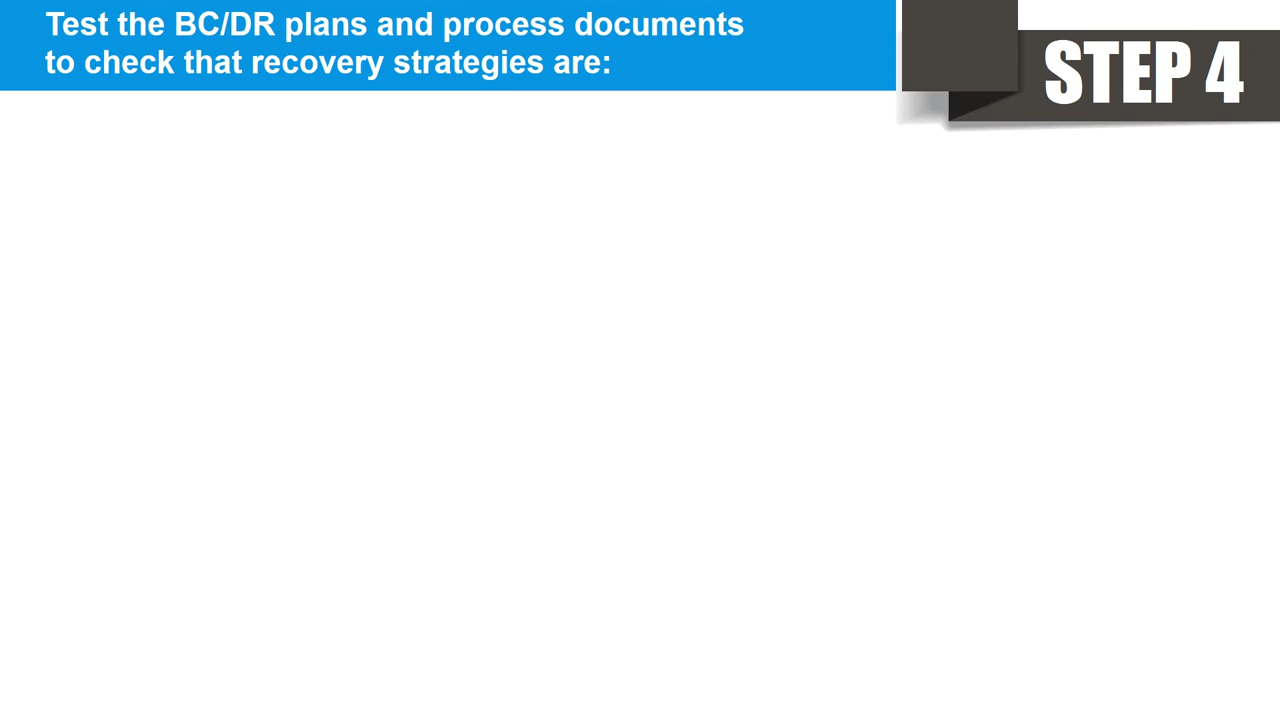 Test the BC/DR plans and process documents
to check that recovery strategies are:
STEP 4